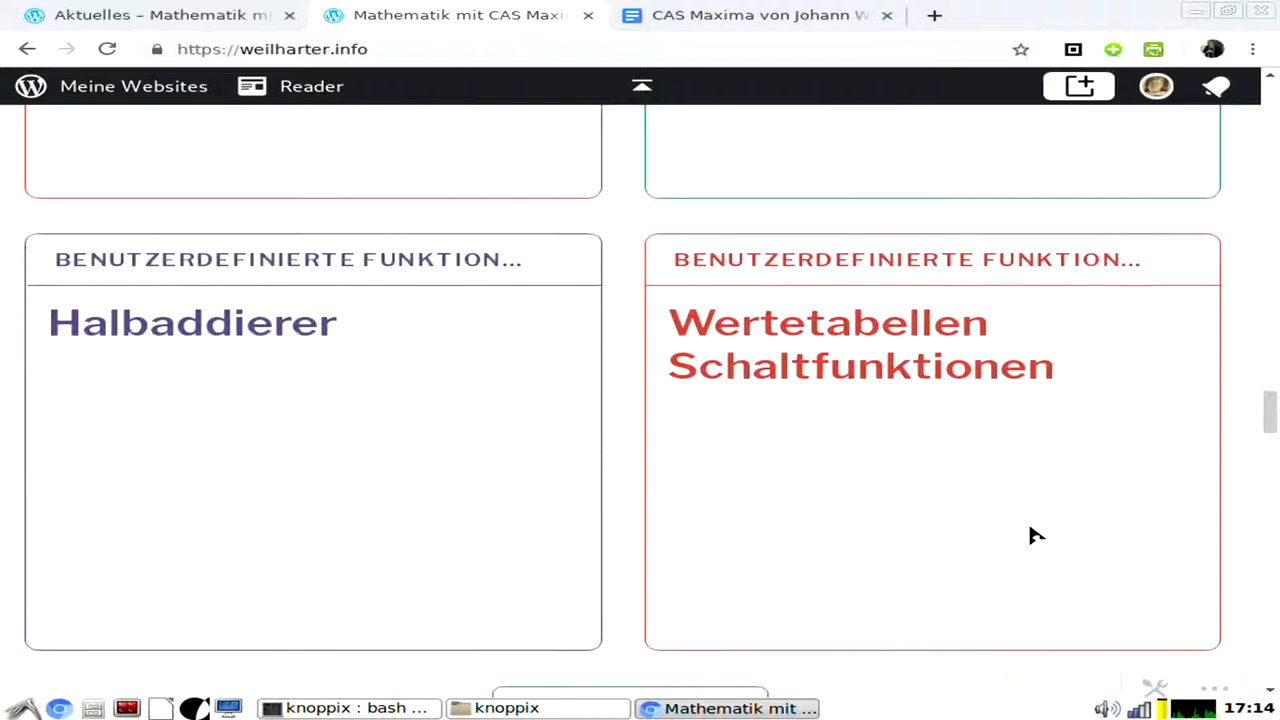 Aktuelles – Mathematik m
Mathematik mit CAS Maxi
CAS Maxima von Johann W
https://weilharter.info
Meine Websites
Reader
BENUTZERDEFINIERTE FUNKTION...
Halbaddierer
BENUTZERDEFINIERTE FUNKTION...
Wertetabellen
Schaltfunktionen
knoppix : bash ...
knoppix
Mathematik mit ...
17:14